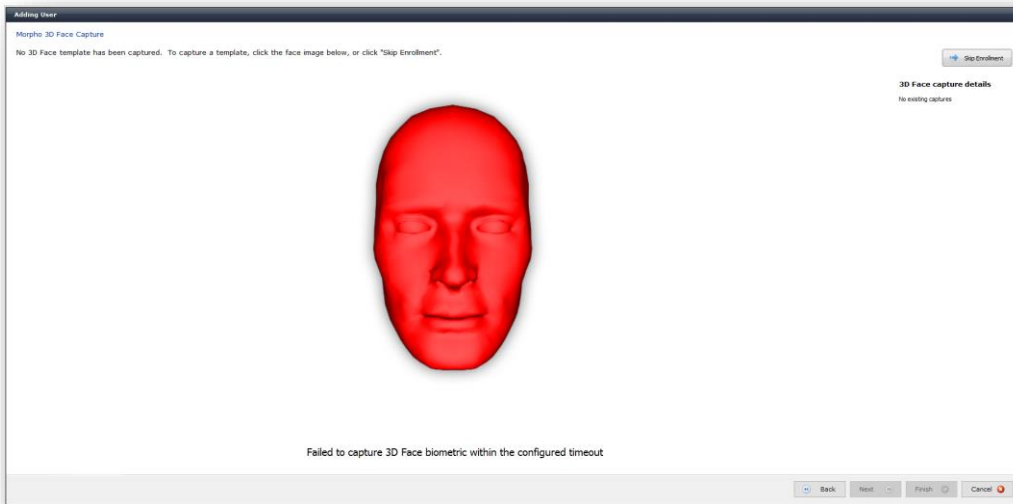 Adding User
Morpho 3D Face Capture
No 3D Face template has been captured. To capture a template, click the face image below, or click "Skip Enrollment".
Skip Enrollment
3D Face capture details
No existing captures
Failed to capture 3D Face biometric within the configured timeout
Back Next Finish Cancel